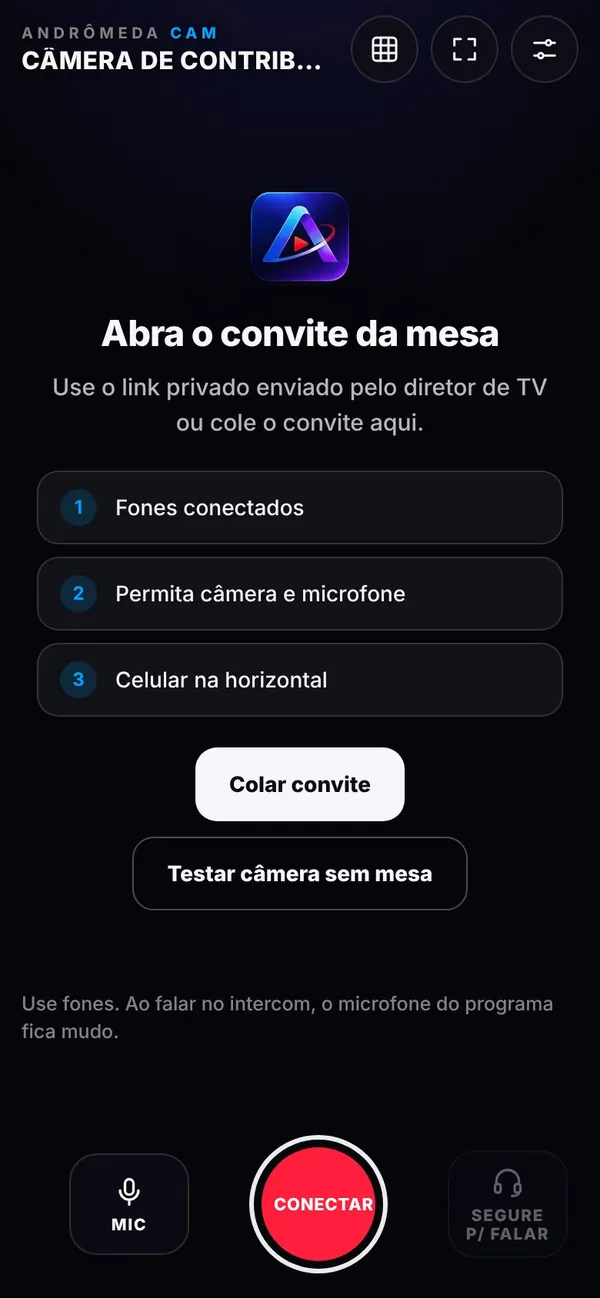 ANDRÔMEDA CAM
CÂMERA DE CONTRIB...
Abra o convite da mesa
Use o link privado enviado pelo diretor de TV
ou cole o convite aqui.
1 Fones conectados
2 Permita câmera e microfone
3 Celular na horizontal
Colar convite
Testar câmera sem mesa
Use fones. Ao falar no intercom, o microfone do programa
fica mudo.
MIC
CONECTAR
SEGURE
P/ FALAR